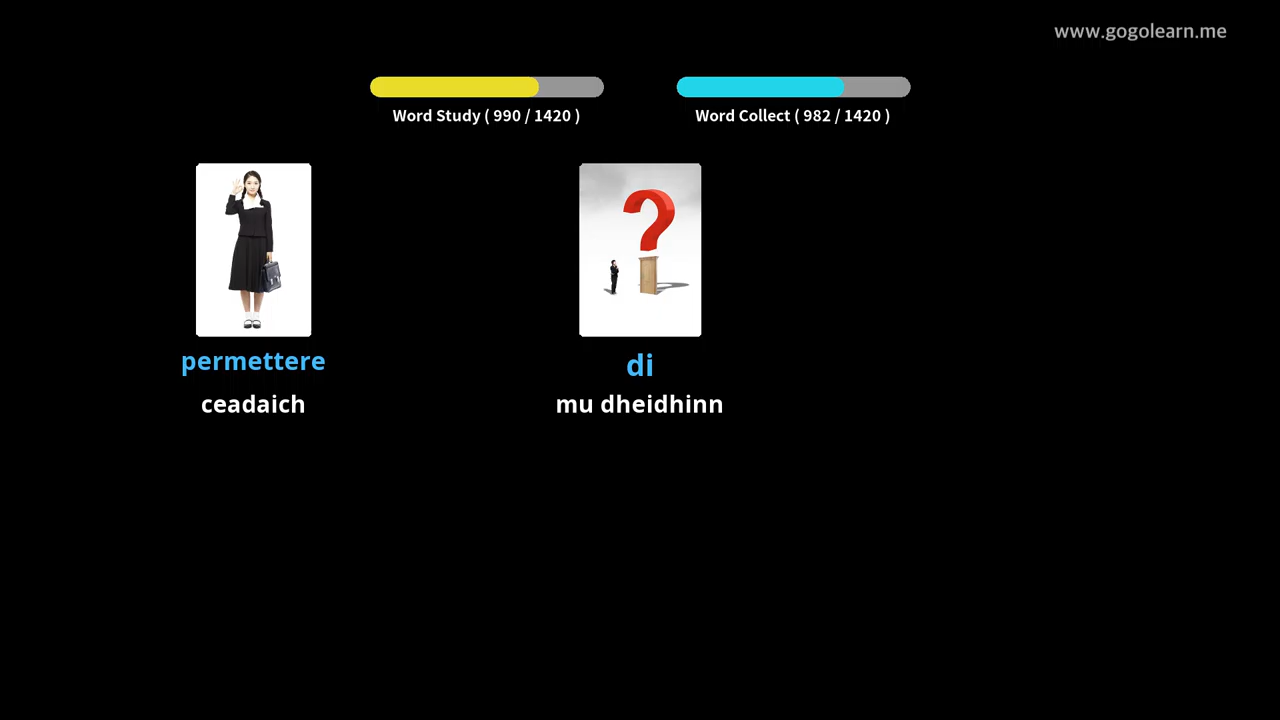 www.gogolearn.me
Word Study ( 990 / 1420 )
Word Collect ( 982 / 1420 )
permettere
ceadaich
di
mu dheidhinn